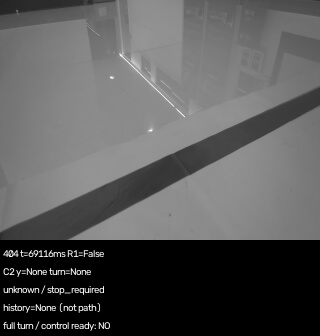 404 t=69116ms R1=False
C2 y=None turn=None
unknown / stop_required
history=None (not path)
full turn / control ready: NO